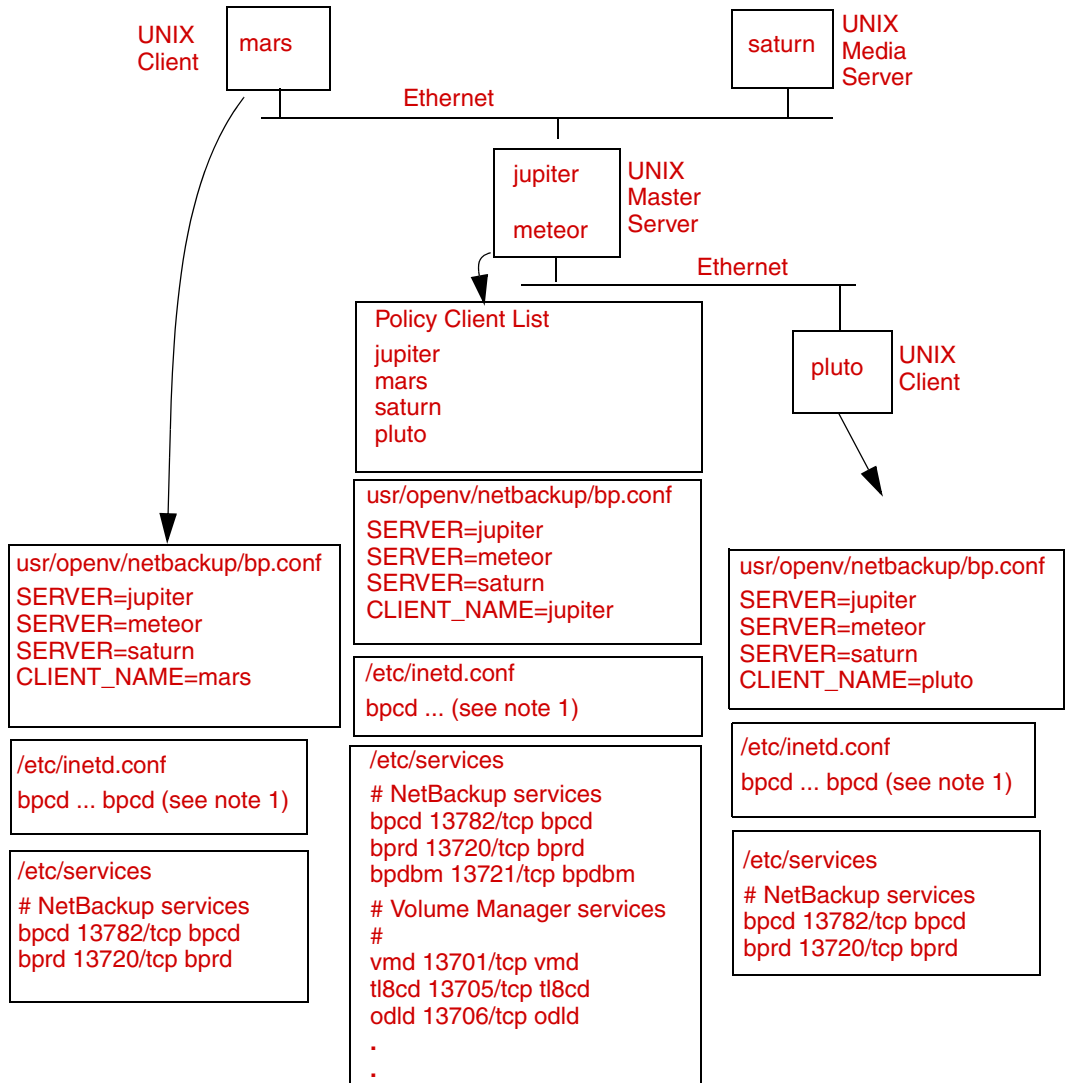 UNIX
Client
mars
saturn
UNIX
Media
Server
Ethernet
jupiter
meteor
UNIX
Master
Server
Ethernet
Policy Client List
jupiter
mars
saturn
pluto
pluto
UNIX
Client
usr/openv/netbackup/bp.conf
SERVER=jupiter
SERVER=meteor
SERVER=saturn
CLIENT_NAME=mars
/etc/inetd.conf
bpcd ... bpcd (see note 1)
/etc/services
# NetBackup services
bpcd 13782/tcp bpcd
bprd 13720/tcp bprd
usr/openv/netbackup/bp.conf
SERVER=jupiter
SERVER=meteor
SERVER=saturn
CLIENT_NAME=jupiter
/etc/inetd.conf
bpcd ... (see note 1)
/etc/services
# NetBackup services
bpcd 13782/tcp bpcd
bprd 13720/tcp bprd
bpdbm 13721/tcp bpdbm
# Volume Manager services
#
vmd 13701/tcp vmd
tl8cd 13705/tcp tl8cd
odld 13706/tcp odld
.
.
usr/openv/netbackup/bp.conf
SERVER=jupiter
SERVER=meteor
SERVER=saturn
CLIENT_NAME=pluto
/etc/inetd.conf
bpcd ... bpcd (see note 1)
/etc/services
# NetBackup services
bpcd 13782/tcp bpcd
bprd 13720/tcp bprd